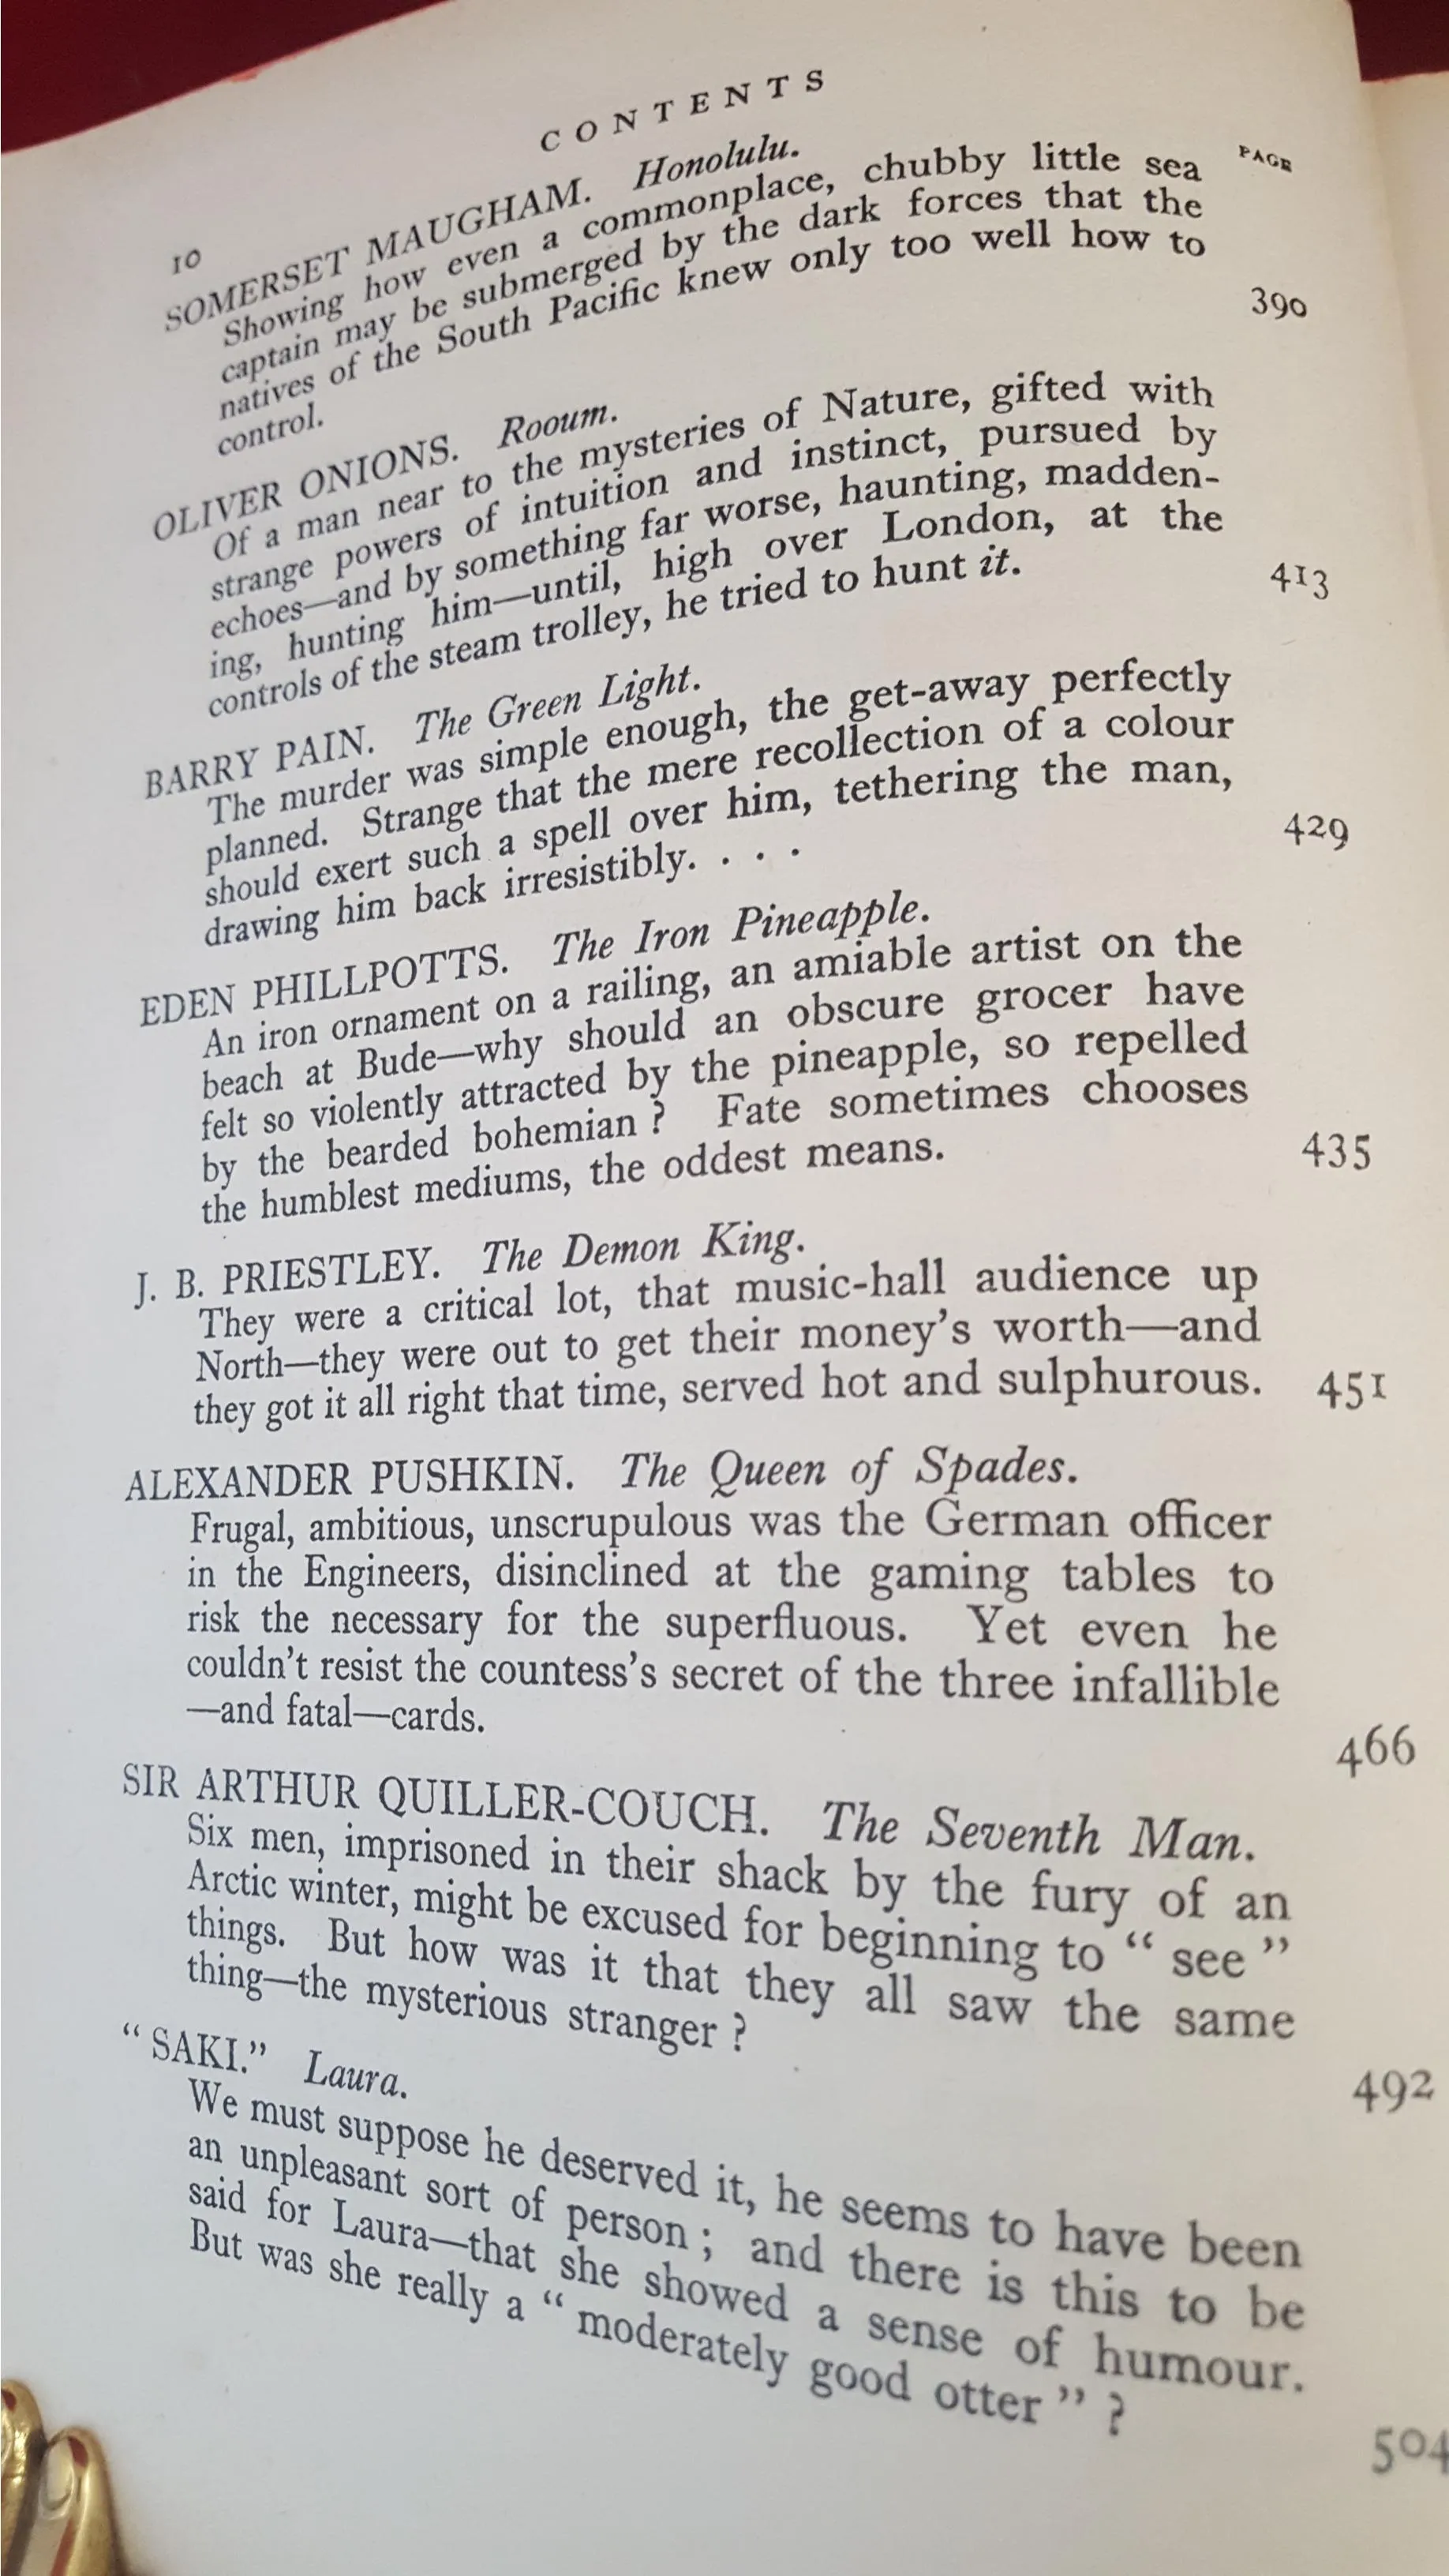 CONTENTS
10
PAGE
SOMERSET MAUGHAM. Honolulu.
Showing how even a commonplace, chubby little sea
captain may be submerged by the dark forces that the
natives of the South Pacific knew only too well how to
control.
390
OLIVER ONIONS. Rooum.
Of a man near to the mysteries of Nature, gifted with
strange powers of intuition and instinct, pursued by
echoes—and by something far worse, haunting, madden-
ing, hunting him—until, high over London, at the
controls of the steam trolley, he tried to hunt it.
413
BARRY PAIN. The Green Light.
The murder was simple enough, the get-away perfectly
planned. Strange that the mere recollection of a colour
should exert such a spell over him, tethering the man,
drawing him back irresistibly. . . .
429
EDEN PHILLPOTTS. The Iron Pineapple.
An iron ornament on a railing, an amiable artist on the
beach at Bude—why should an obscure grocer have
felt so violently attracted by the pineapple, so repelled
by the bearded bohemian ? Fate sometimes chooses
the humblest mediums, the oddest means.
435
J. B. PRIESTLEY. The Demon King.
They were a critical lot, that music-hall audience up
North—they were out to get their money’s worth—and
they got it all right that time, served hot and sulphurous. 451
ALEXANDER PUSHKIN. The Queen of Spades.
Frugal, ambitious, unscrupulous was the German officer
in the Engineers, disinclined at the gaming tables to
risk the necessary for the superfluous. Yet even he
couldn’t resist the countess’s secret of the three infallible
—and fatal—cards.
466
SIR ARTHUR QUILLER-COUCH. The Seventh Man.
Six men, imprisoned in their shack by the fury of an
Arctic winter, might be excused for beginning to “ see ”
things. But how was it that they all saw the same
thing—the mysterious stranger ?
492
“ SAKI.” Laura.
We must suppose he deserved it, he seems to have been
an unpleasant sort of person ; and there is this to be
said for Laura—that she showed a sense of humour.
But was she really a “ moderately good otter ” ?
504